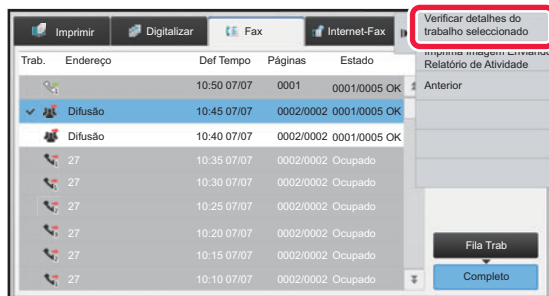 Imprimir Digitalizar Fax Internet-Fax
Verificar detalhes do
trabalho seleccionado
Imprima Imagem Enviando
Relatório de Atividade
Anterior
Trab. Endereço Def Tempo Páginas Estado
10:50 07/07 0001 0001/0005 OK
Difusão 10:45 07/07 0002/0002 0001/0005 OK
Difusão 10:40 07/07 0002/0002 0001/0005 OK
27 10:35 07/07 0002/0002 Ocupado
27 10:30 07/07 0002/0002 Ocupado
27 10:25 07/07 0002/0002 Ocupado
27 10:20 07/07 0002/0002 Ocupado
27 10:15 07/07 0002/0002 Ocupado
27 10:10 07/07 0002/0002 Ocupado
Fila Trab
Completo